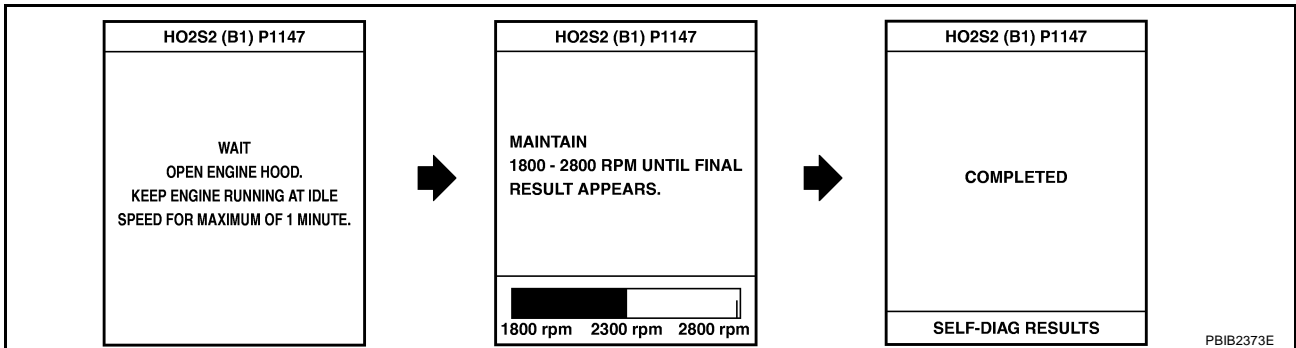 HO2S2 (B1) P1147
WAIT
OPEN ENGINE HOOD.
KEEP ENGINE RUNNING AT IDLE
SPEED FOR MAXIMUM OF 1 MINUTE.
HO2S2 (B1) P1147
MAINTAIN
1800 - 2800 RPM UNTIL FINAL
RESULT APPEARS.
1800 rpm 2300 rpm 2800 rpm
HO2S2 (B1) P1147
COMPLETED
SELF-DIAG RESULTS
PBIB2373E